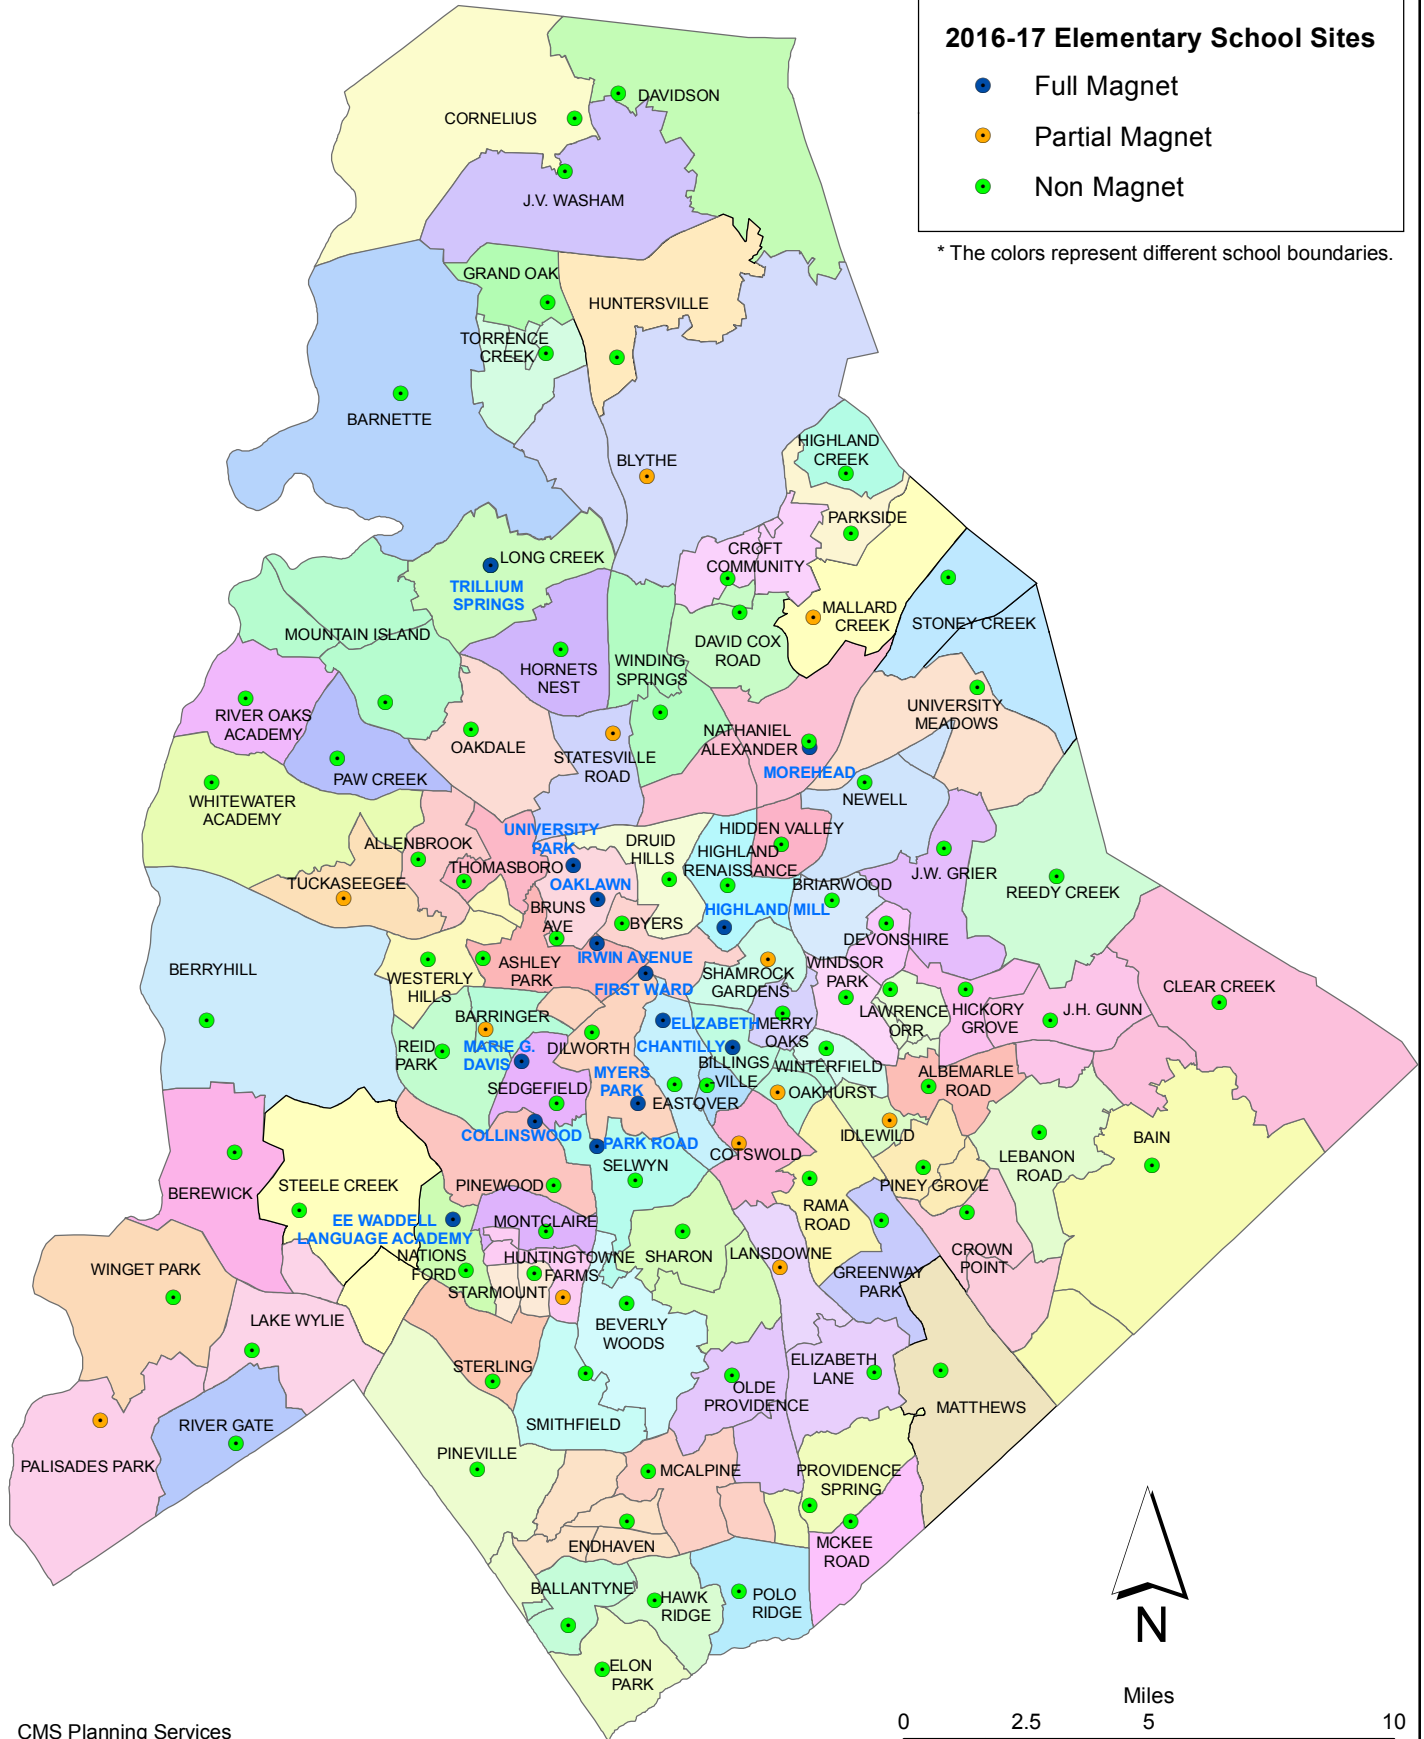 2016-17 Elementary School Sites
Full Magnet
Partial Magnet
Non Magnet
* The colors represent different school boundaries.
DAVIDSON
CORNELIUS
J.V. WASHAM
GRAND OAK
HUNTERSVILLE
TORRENCE
CREEK
BARNETTE
HIGHLAND
CREEK
BLYTHE
PARKSIDE
CROFT
COMMUNITY
LONG CREEK
TRILLIUM
SPRINGS
MALLARD
CREEK
STONEY CREEK
MOUNTAIN ISLAND
DAVID COX
ROAD
HORNETS
NEST
WINDING
SPRINGS
UNIVERSITY
MEADOWS
RIVER OAKS
ACADEMY
NATHANIEL
ALEXANDER
OAKDALE
STATESVILLE
ROAD
MOREHEAD
PAW CREEK
NEWELL
WHITEWATER
ACADEMY
UNIVERSITY
PARK
HIDDEN VALLEY
DRUID
HILLS
ALLENBROOK
HIGHLAND
RENAISSANCE
THOMASBORO
J.W. GRIER
TUCKASEEGEE
OAKLAWN
BRIARWOOD
REEDY CREEK
BRUNS
AVE
BYERS
HIGHLAND MILL
DEVONSHIRE
IRWIN AVENUE
BERRYHILL
WESTERLY
HILLS
ASHLEY
PARK
FIRST WARD
SHAMROCK
GARDENS
WINDSOR
PARK
CLEAR CREEK
LAWRENCE
ORR
HICKORY
GROVE
J.H. GUNN
BARRINGER
ELIZABETH
MERRY
OAKS
REID
PARK
MARIE G.
DAVIS
DILWORTH
CHANTILLY
BILLINGS
-VILLE
WINTERFIELD
ALBEMARLE
ROAD
SEDGEFIELD
MYERS
PARK
EASTOVER
OAKHURST
COLLINSWOOD
PARK ROAD
IDLEWILD
BAIN
COTSWOLD
LEBANON
ROAD
SELWYN
BEREWICK
STEELE CREEK
PINEWOOD
PINEY GROVE
RAMA
ROAD
EE WADDELL
LANGUAGE ACADEMY
MONTCLAIRE
NATIONS
FORD
HUNTINGTOWNE
FARMS
SHARON
LANSDOWNE
CROWN
POINT
WINGET PARK
GREENWAY
PARK
STARMOUNT
LAKE WYLIE
BEVERLY
WOODS
STERLING
ELIZABETH
LANE
OLDE
PROVIDENCE
MATTHEWS
RIVER GATE
SMITHFIELD
PALISADES PARK
PINEVILLE
MCALPINE
PROVIDENCE
SPRING
ENDHAVEN
MCKEE
ROAD
BALLANTYNE
HAWK
RIDGE
POLO
RIDGE
ELON
PARK
N
Miles
0 2.5 5 10
CMS Planning Services